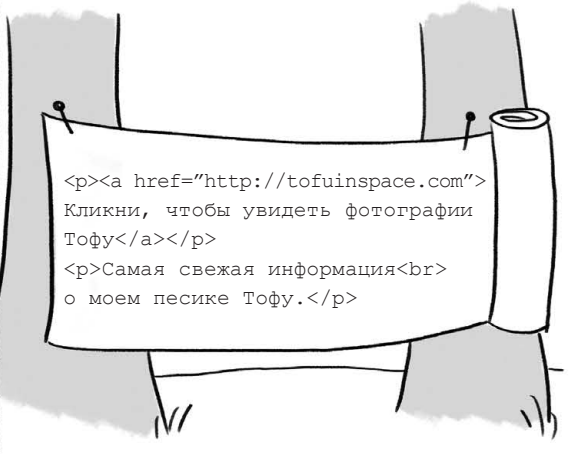 <p><a href=”http://tofuinspace.com”>
Кликни, чтобы увидеть фотографии
Тофу</a></p>
<p>Самая свежая информация<br>
о моем песике Тофу.</p>